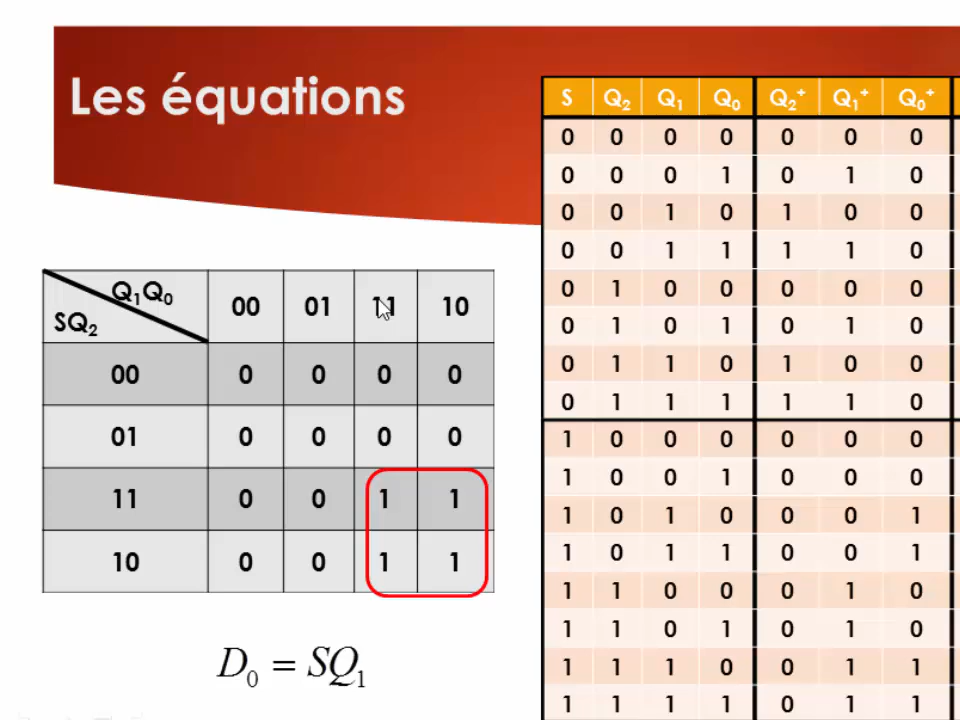 Les équations
S Q₂ Q₁ Q₀ Q₂⁺ Q₁⁺ Q₀⁺
0 0 0 0 0 0 0
0 0 0 1 0 1 0
0 0 1 0 1 0 0
0 0 1 1 1 1 0
0 1 0 0 0 0 0
0 1 0 1 0 1 0
0 1 1 0 1 0 0
0 1 1 1 1 1 0
1 0 0 0 0 0 0
1 0 0 1 0 0 0
1 0 1 0 0 0 1
1 0 1 1 0 0 1
1 1 0 0 0 1 0
1 1 0 1 0 1 0
1 1 1 0 0 1 1
1 1 1 1 0 1 1
Q₁Q₀
SQ₂
00 01 11 10
00 0 0 0 0
01 0 0 0 0
11 0 0 1 1
10 0 0 1 1
D₀ = SQ₁